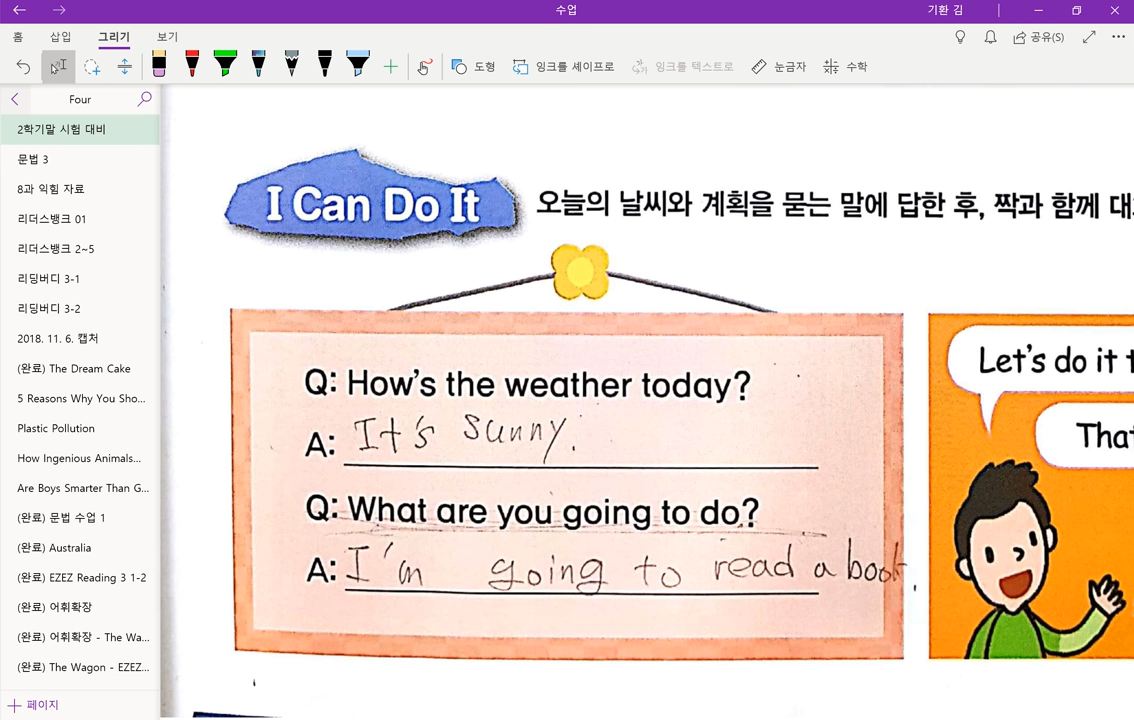 수업
기환 김
홈 삽입 그리기 보기
공유(S)
도형 잉크를 셰이프로 잉크를 텍스트로 눈금자 수학
Four
2학기말 시험 대비
문법 3
8과 익힘 자료
리더스뱅크 01
리더스뱅크 2~5
리딩버디 3-1
리딩버디 3-2
2018. 11. 6. 캡처
(완료) The Dream Cake
5 Reasons Why You Sho...
Plastic Pollution
How Ingenious Animals...
Are Boys Smarter Than G...
(완료) 문법 수업 1
(완료) Australia
(완료) EZEZ Reading 3 1-2
(완료) 어휘확장
(완료) 어휘확장 - The Wa...
(완료) The Wagon - EZEZ...
페이지
I Can Do It
오늘의 날씨와 계획을 묻는 말에 답한 후, 짝과 함께 대
Q: How's the weather today?
A: It's sunny.
Q: What are you going to do?
A: I'm going to read a book.
Let's do it t
That